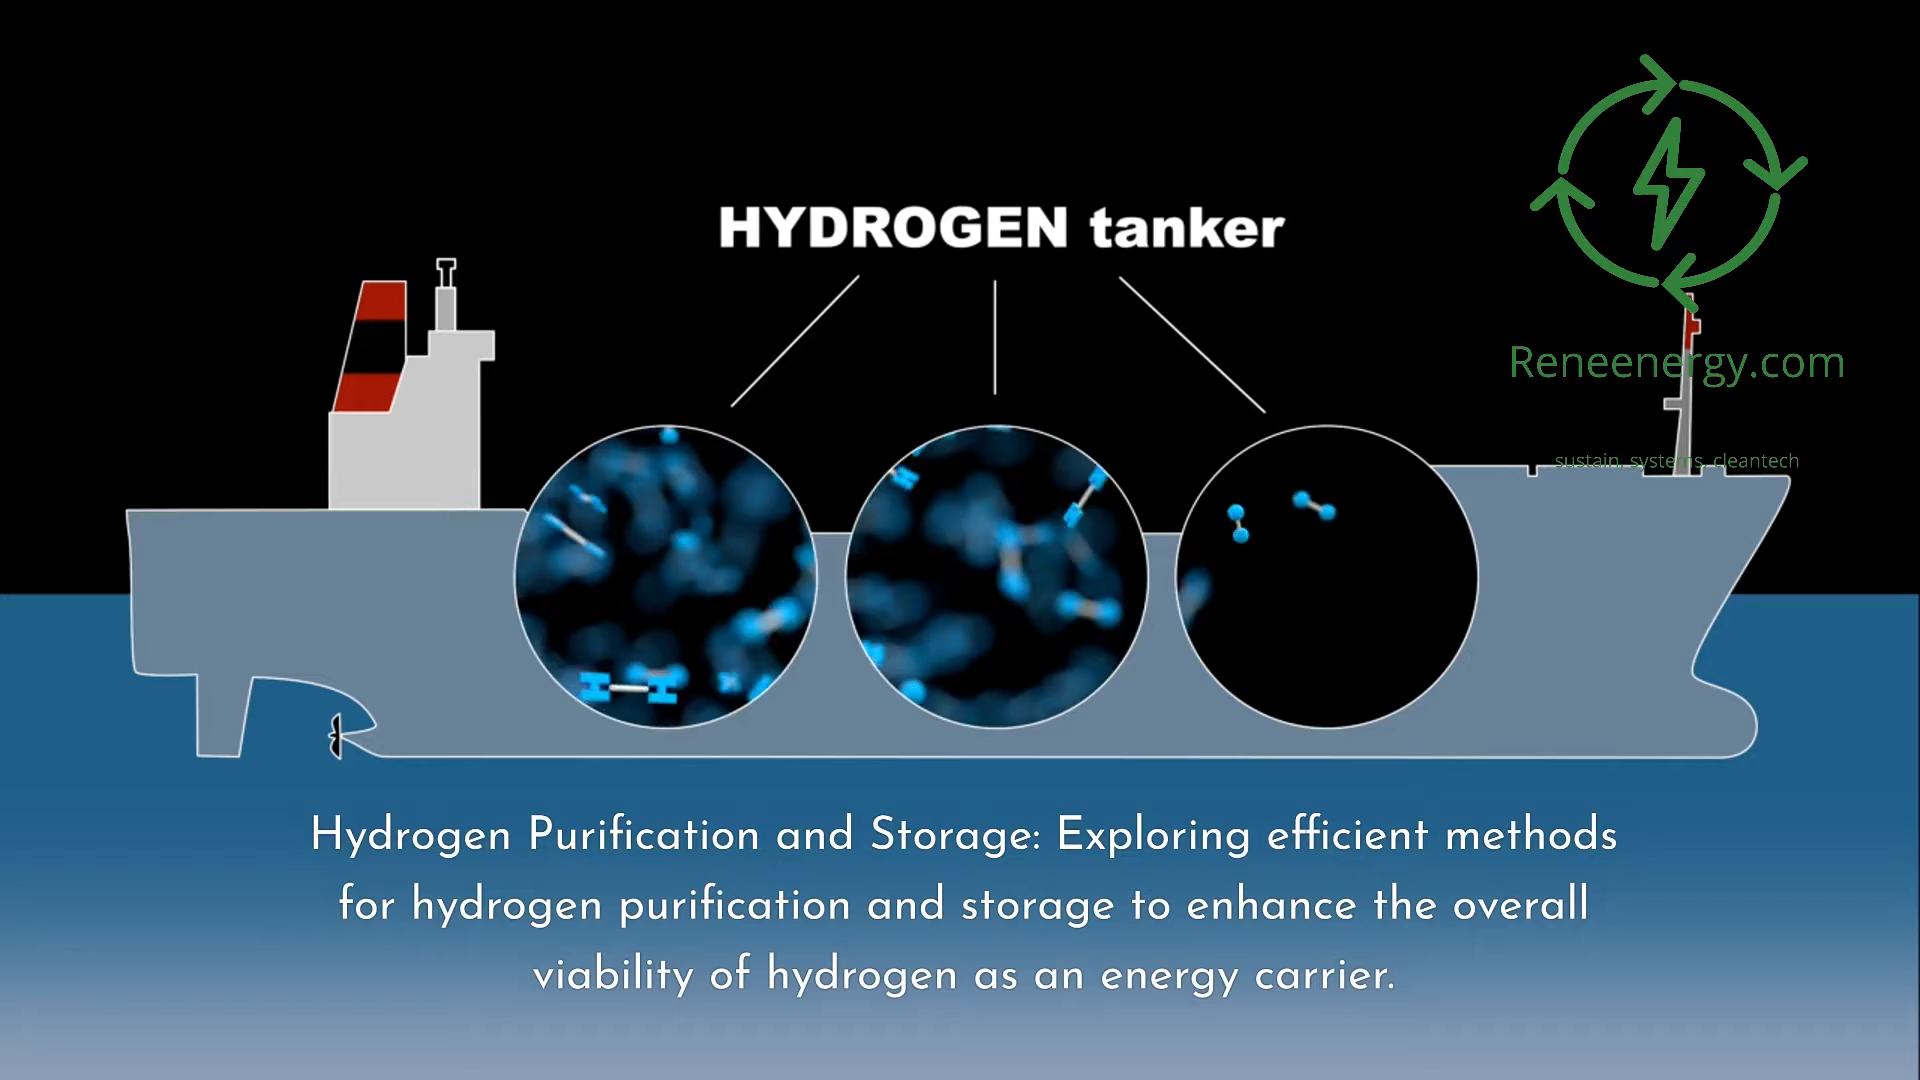 HYDROGEN tanker
Reneenergy.com
sustain, systems, cleantech
Hydrogen Purification and Storage: Exploring efficient methods
for hydrogen purification and storage to enhance the overall
viability of hydrogen as an energy carrier.